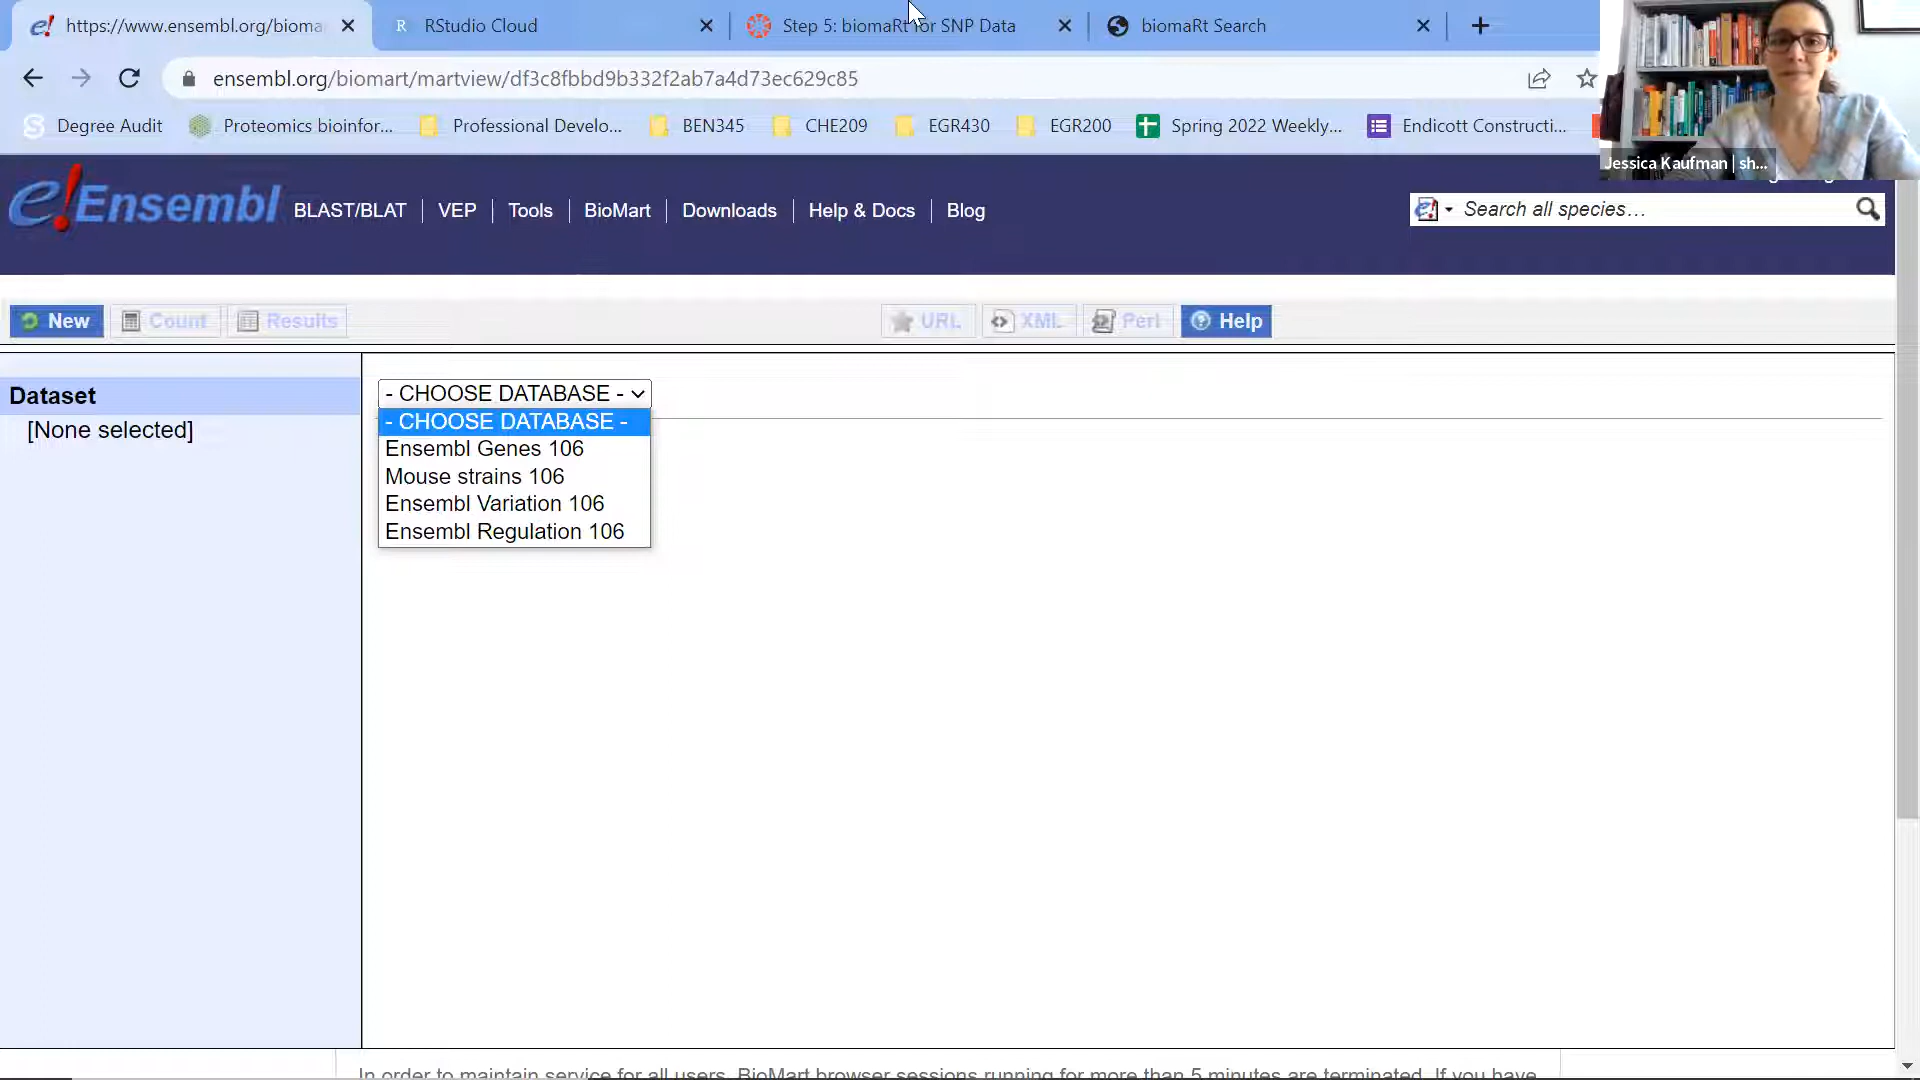 https://www.ensembl.org/bioma
RStudio Cloud
Step 5: biomaRt for SNP Data
biomaRt Search
ensembl.org/biomart/martview/df3c8fbbd9b332f2ab7a4d73ec629c85
Degree Audit
Proteomics bioinfor...
Professional Develo...
BEN345
CHE209
EGR430
EGR200
Spring 2022 Weekly...
Endicott Constructi...
Jessica Kaufman | sh...
e!Ensembl
BLAST/BLAT
VEP
Tools
BioMart
Downloads
Help & Docs
Blog
Search all species...
New
Count
Results
URL
XML
Perl
Help
Dataset
[None selected]
- CHOOSE DATABASE -
- CHOOSE DATABASE -
Ensembl Genes 106
Mouse strains 106
Ensembl Variation 106
Ensembl Regulation 106
In order to maintain service for all users, BioMart browser sessions running for more than 5 minutes are terminated. If you have